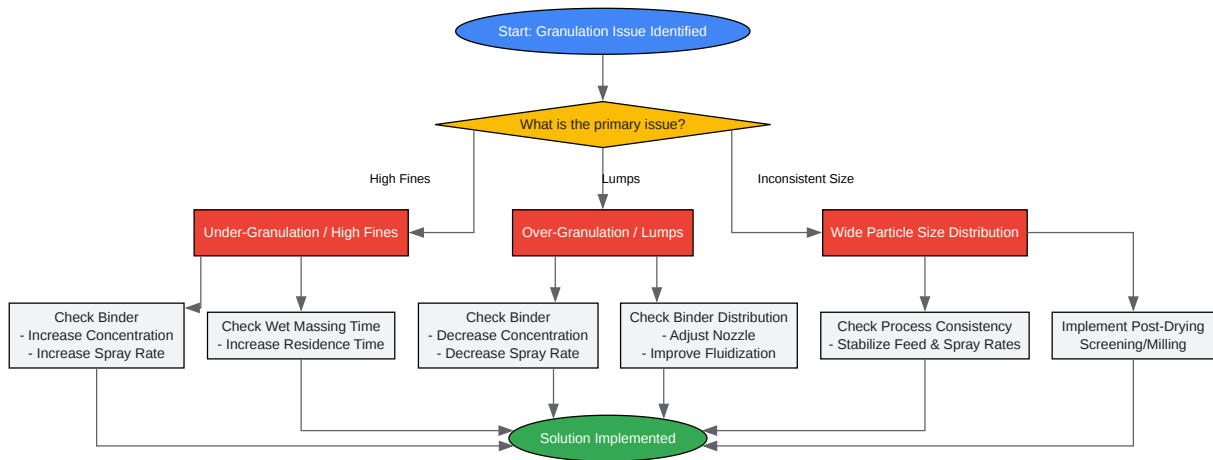 Start: Granulation Issue Identified
What is the primary issue?
High Fines
Lumps
Inconsistent Size
Under-Granulation / High Fines
Over-Granulation / Lumps
Wide Particle Size Distribution
Check Binder
- Increase Concentration
- Increase Spray Rate
Check Wet Massing Time
- Increase Residence Time
Check Binder
- Decrease Concentration
- Decrease Spray Rate
Check Binder Distribution
- Adjust Nozzle
- Improve Fluidization
Check Process Consistency
- Stabilize Feed & Spray Rates
Implement Post-Drying
Screening/Milling
Solution Implemented